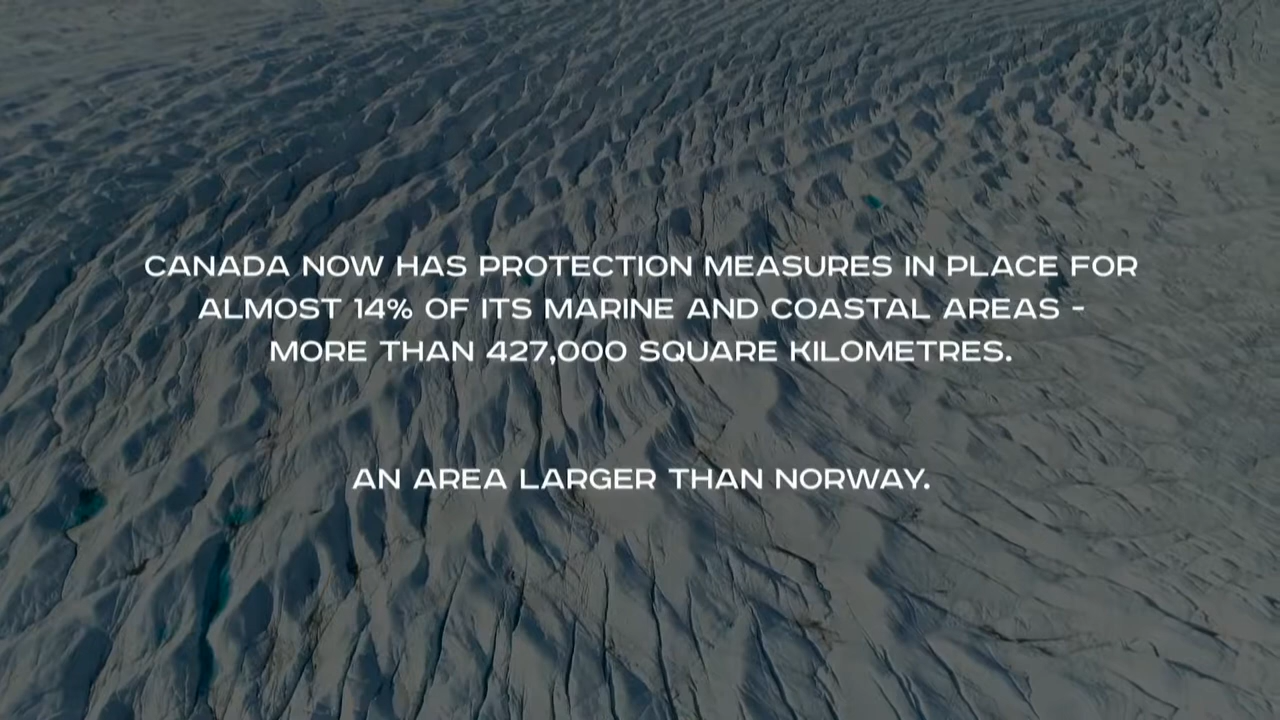 CANADA NOW HAS PROTECTION MEASURES IN PLACE FOR
ALMOST 14% OF ITS MARINE AND COASTAL AREAS -
MORE THAN 427,000 SQUARE KILOMETRES.
AN AREA LARGER THAN NORWAY.